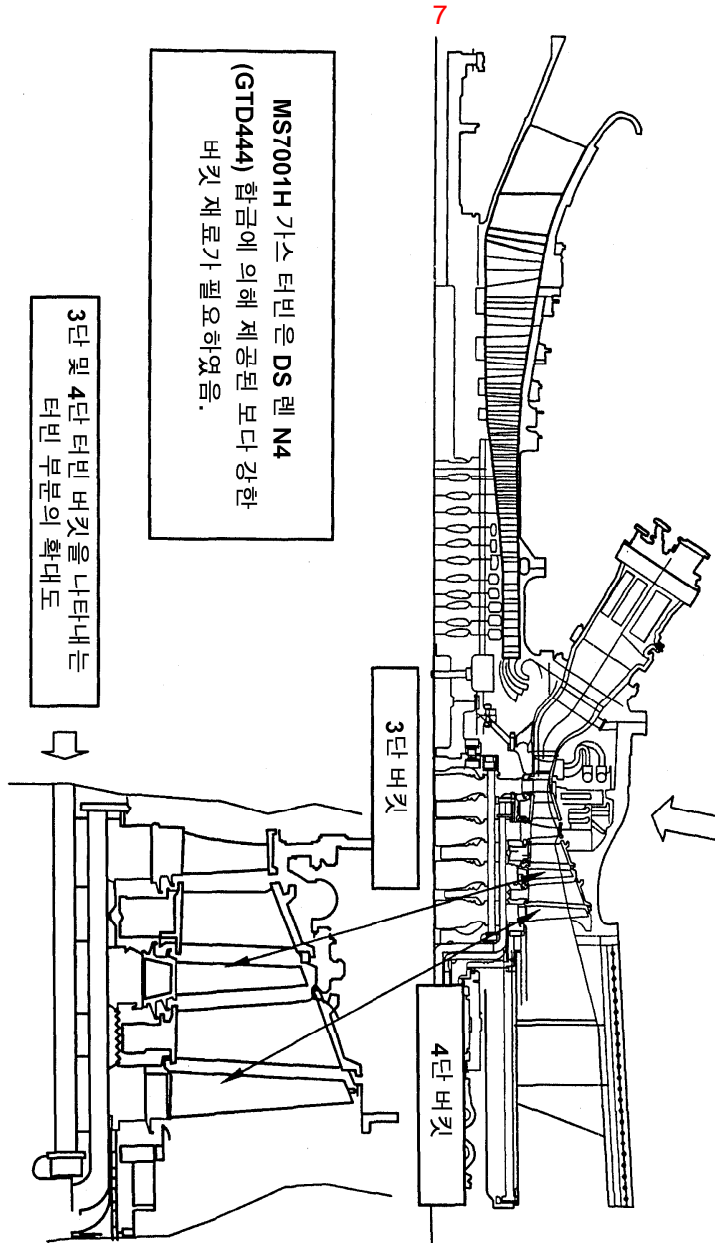 7
MS7001H 가스 터빈은 DS 렌 N4
(GTD444) 합금에 의해 제공된 보다 강한
버킷 재료가 필요하였음.
3단 및 4단 터빈 버킷을 나타내는
터빈 부분의 확대도
3단 버킷
4단 버킷